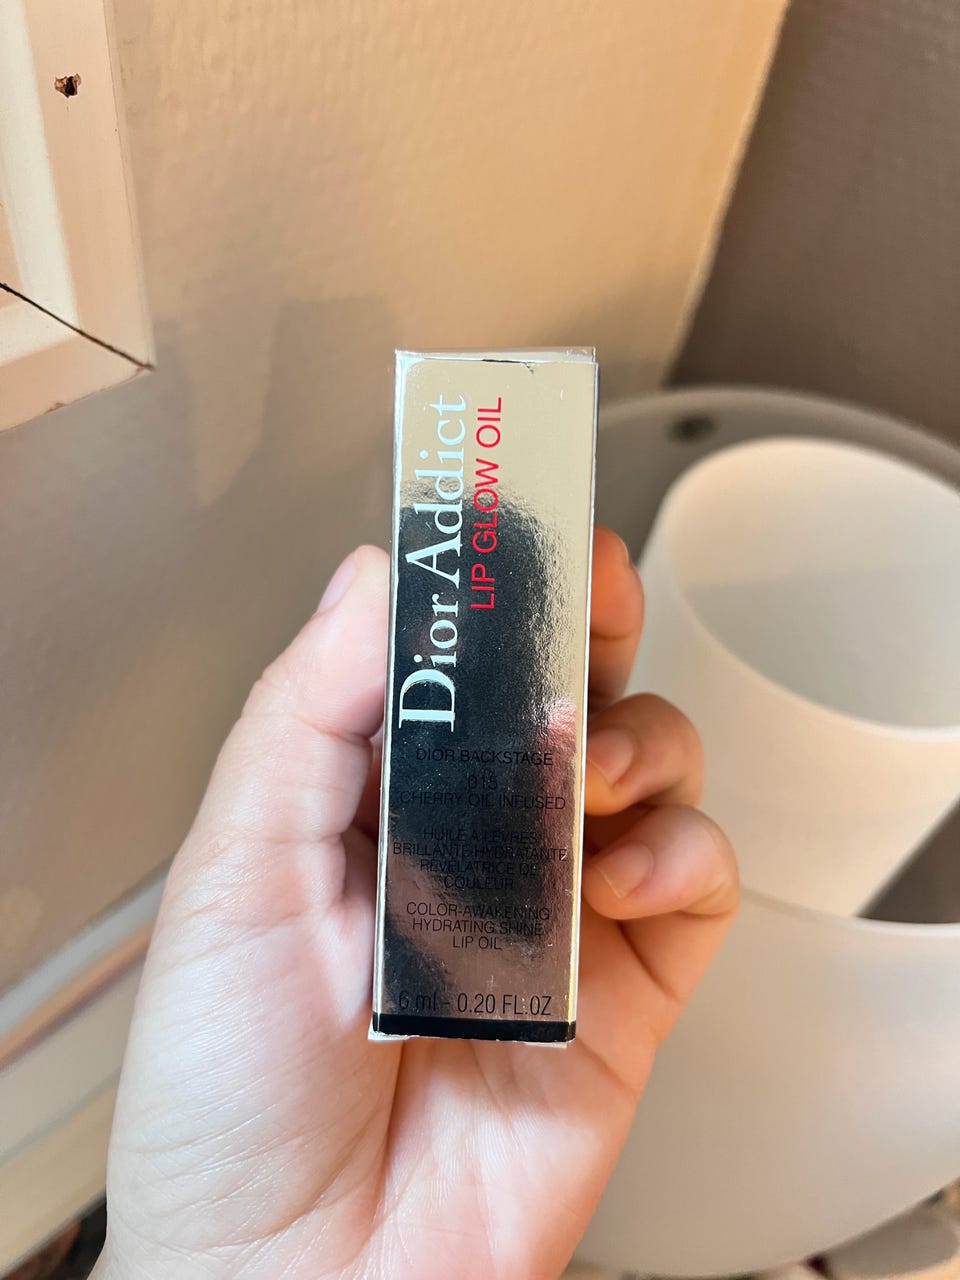 Dior Addict
LIP GLOW OIL
DIOR BACKSTAGE
015
CHERRY OIL INFUSED
HUILE À LÈVRES
BRILLANTE HYDRATANTE
RÉVÉLATRICE DE
COULEUR
COLOR-AWAKENING
HYDRATING SHINE
LIP OIL
6 ml - 0.20 FL.OZ